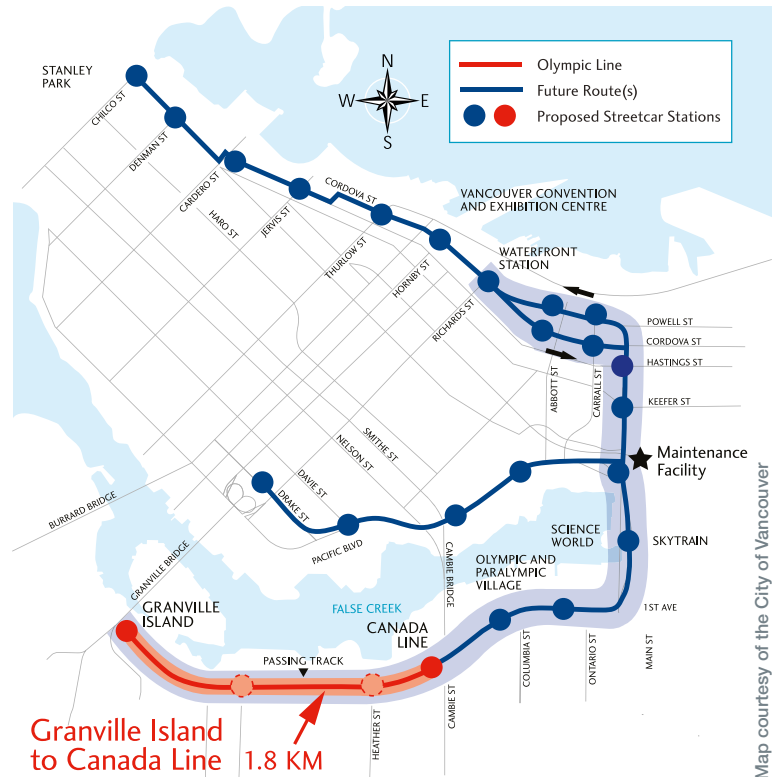 N
W
E
S
Olympic Line
Future Route(s)
Proposed Streetcar Stations
STANLEY
PARK
CHILCO ST
DENMAN ST
CARDERO ST
HARO ST
JERVIS ST
CORDOVA ST
THURLOW ST
HORNBY ST
RICHARDS ST
VANCOUVER CONVENTION
AND EXHIBITION CENTRE
WATERFRONT
STATION
POWELL ST
CORDOVA ST
HASTINGS ST
ABBOTT ST
CARRALL ST
KEEFER ST
Maintenance
Facility
SMITHE ST
NELSON ST
DAVIE ST
DRAKE ST
PACIFIC BLVD
BURRARD BRIDGE
GRANVILLE BRIDGE
CAMBIE BRIDGE
SCIENCE
WORLD
SKYTRAIN
OLYMPIC AND
PARALYMPIC
VILLAGE
1ST AVE
GRANVILLE
ISLAND
FALSE CREEK
CANADA
LINE
PASSING TRACK
HEATHER ST
CAMBIE ST
COLUMBIA ST
ONTARIO ST
MAIN ST
Granville Island
to Canada Line 1.8 KM
Map courtesy of the City of Vancouver